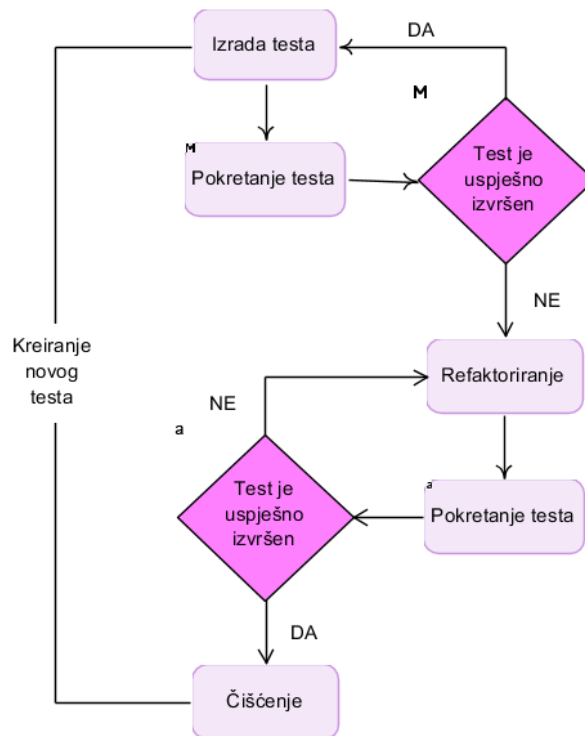 Izrada testa
DA
M
M
Pokretanje testa
Test je
uspješno
izvršen
NE
Kreiranje
novog
testa
Refaktoriranje
NE
a
Test je
uspješno
izvršen
a
Pokretanje testa
DA
Čišćenje